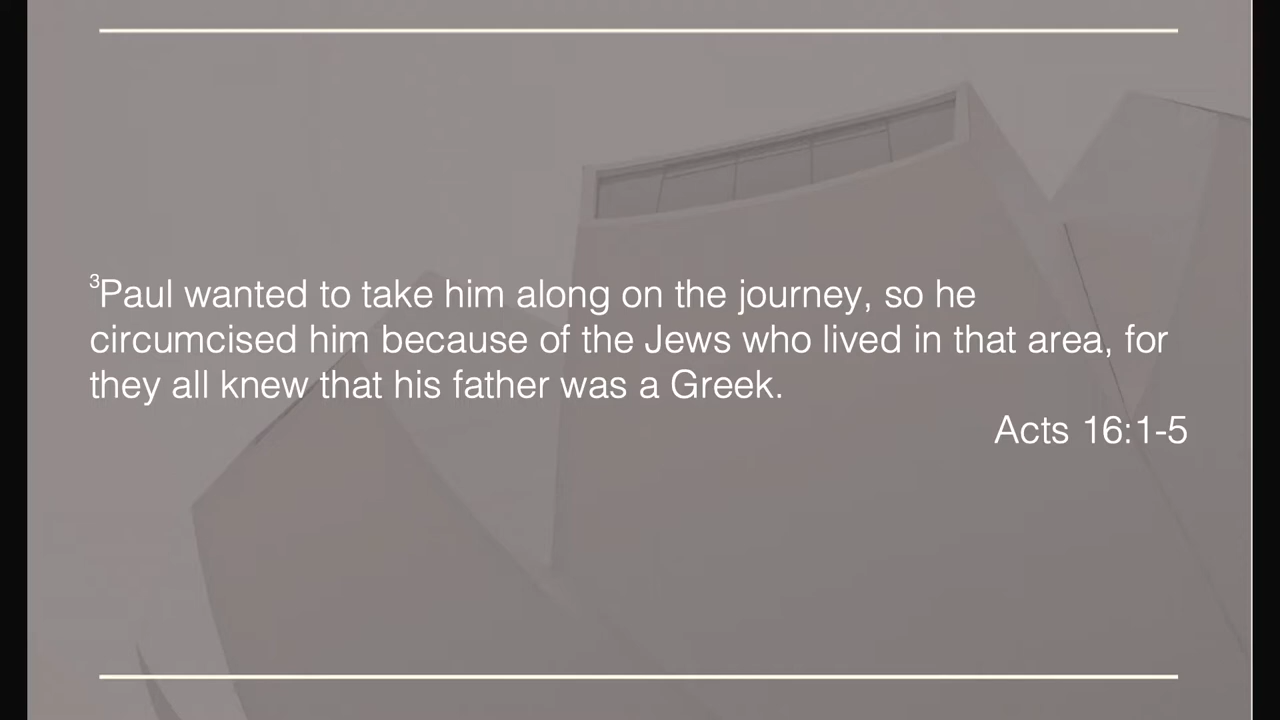 ³Paul wanted to take him along on the journey, so he
circumcised him because of the Jews who lived in that area, for
they all knew that his father was a Greek.
Acts 16:1-5